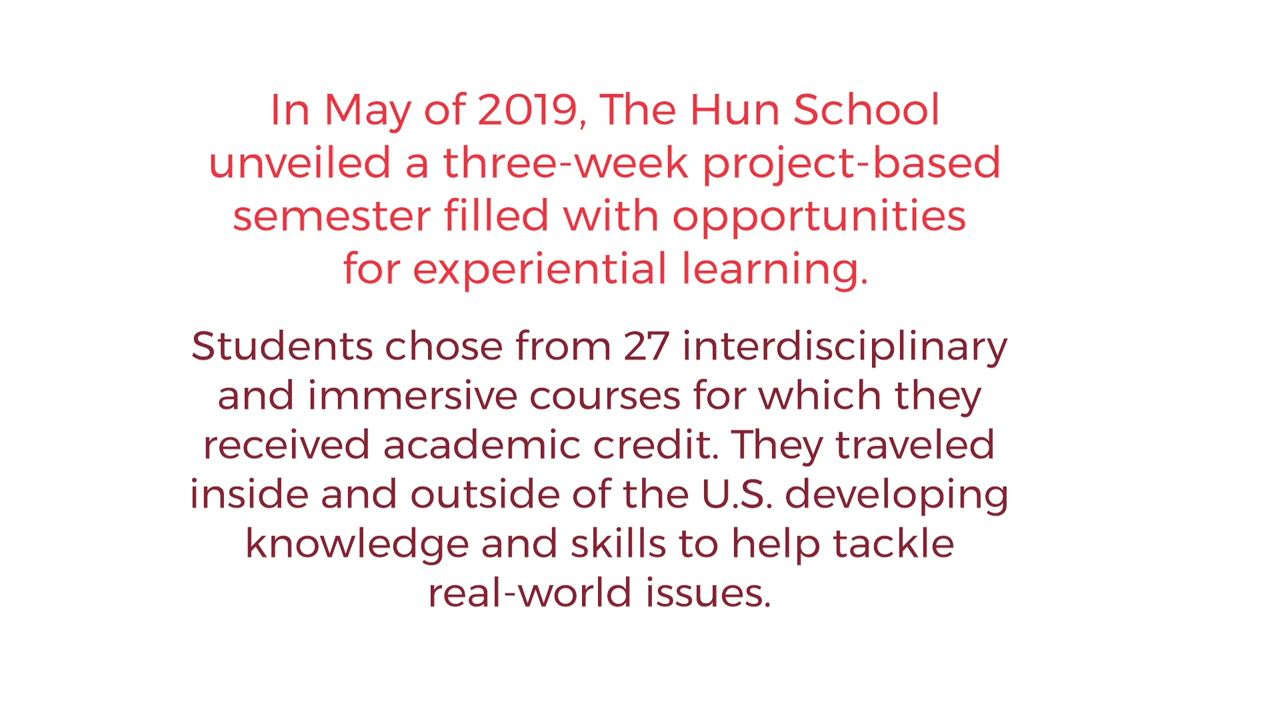 In May of 2019, The Hun School
unveiled a three-week project-based
semester filled with opportunities
for experiential learning.
Students chose from 27 interdisciplinary
and immersive courses for which they
received academic credit. They traveled
inside and outside of the U.S. developing
knowledge and skills to help tackle
real-world issues.